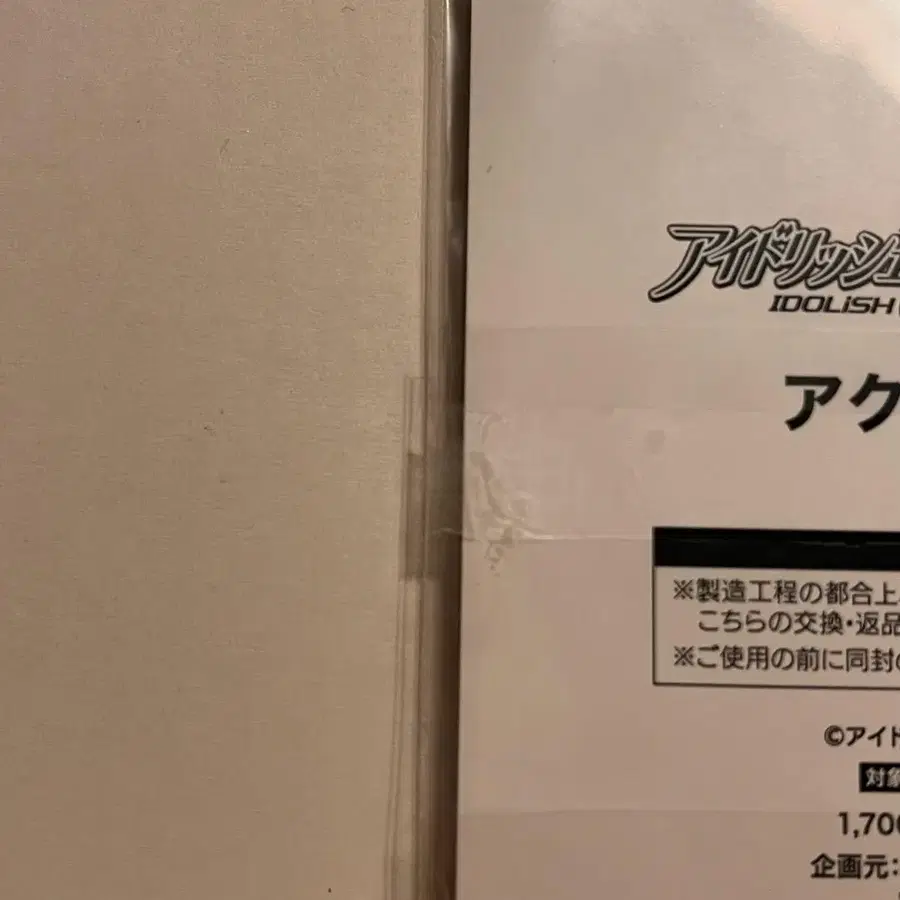 アイドリッシュ
IDOLiSH
アク
※製造工程の都合上、
こちらの交換・返品
※ご使用の前に同封の
©アイド
対象
1,700
企画元: